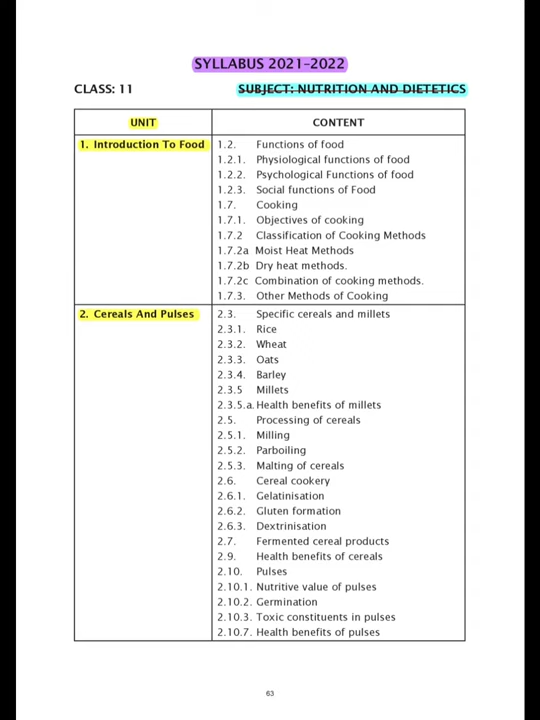 SYLLABUS 2021-2022
CLASS: 11 SUBJECT: NUTRITION AND DIETETICS
UNIT CONTENT
1. Introduction To Food 1.2. Functions of food
1.2.1. Physiological functions of food
1.2.2. Psychological Functions of food
1.2.3. Social functions of Food
1.7. Cooking
1.7.1. Objectives of cooking
1.7.2 Classification of Cooking Methods
1.7.2a Moist Heat Methods
1.7.2b Dry heat methods.
1.7.2c Combination of cooking methods.
1.7.3. Other Methods of Cooking
2. Cereals And Pulses 2.3. Specific cereals and millets
2.3.1. Rice
2.3.2. Wheat
2.3.3. Oats
2.3.4. Barley
2.3.5 Millets
2.3.5.a. Health benefits of millets
2.5. Processing of cereals
2.5.1. Milling
2.5.2. Parboiling
2.5.3. Malting of cereals
2.6. Cereal cookery
2.6.1. Gelatinisation
2.6.2. Gluten formation
2.6.3. Dextrinisation
2.7. Fermented cereal products
2.9. Health benefits of cereals
2.10. Pulses
2.10.1. Nutritive value of pulses
2.10.2. Germination
2.10.3. Toxic constituents in pulses
2.10.7. Health benefits of pulses
63